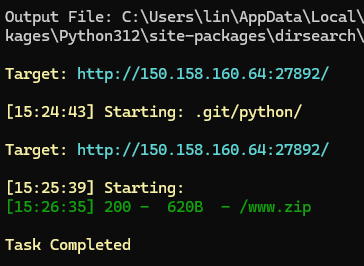 Output File: C:\Users\lin\AppData\Local\
kages\Python312\site-packages\dirsearch\
Target: http://150.158.160.64:27892/
[15:24:43] Starting: .git/python/
Target: http://150.158.160.64:27892/
[15:25:39] Starting:
[15:26:35] 200 -  620B  - /www.zip
Task Completed